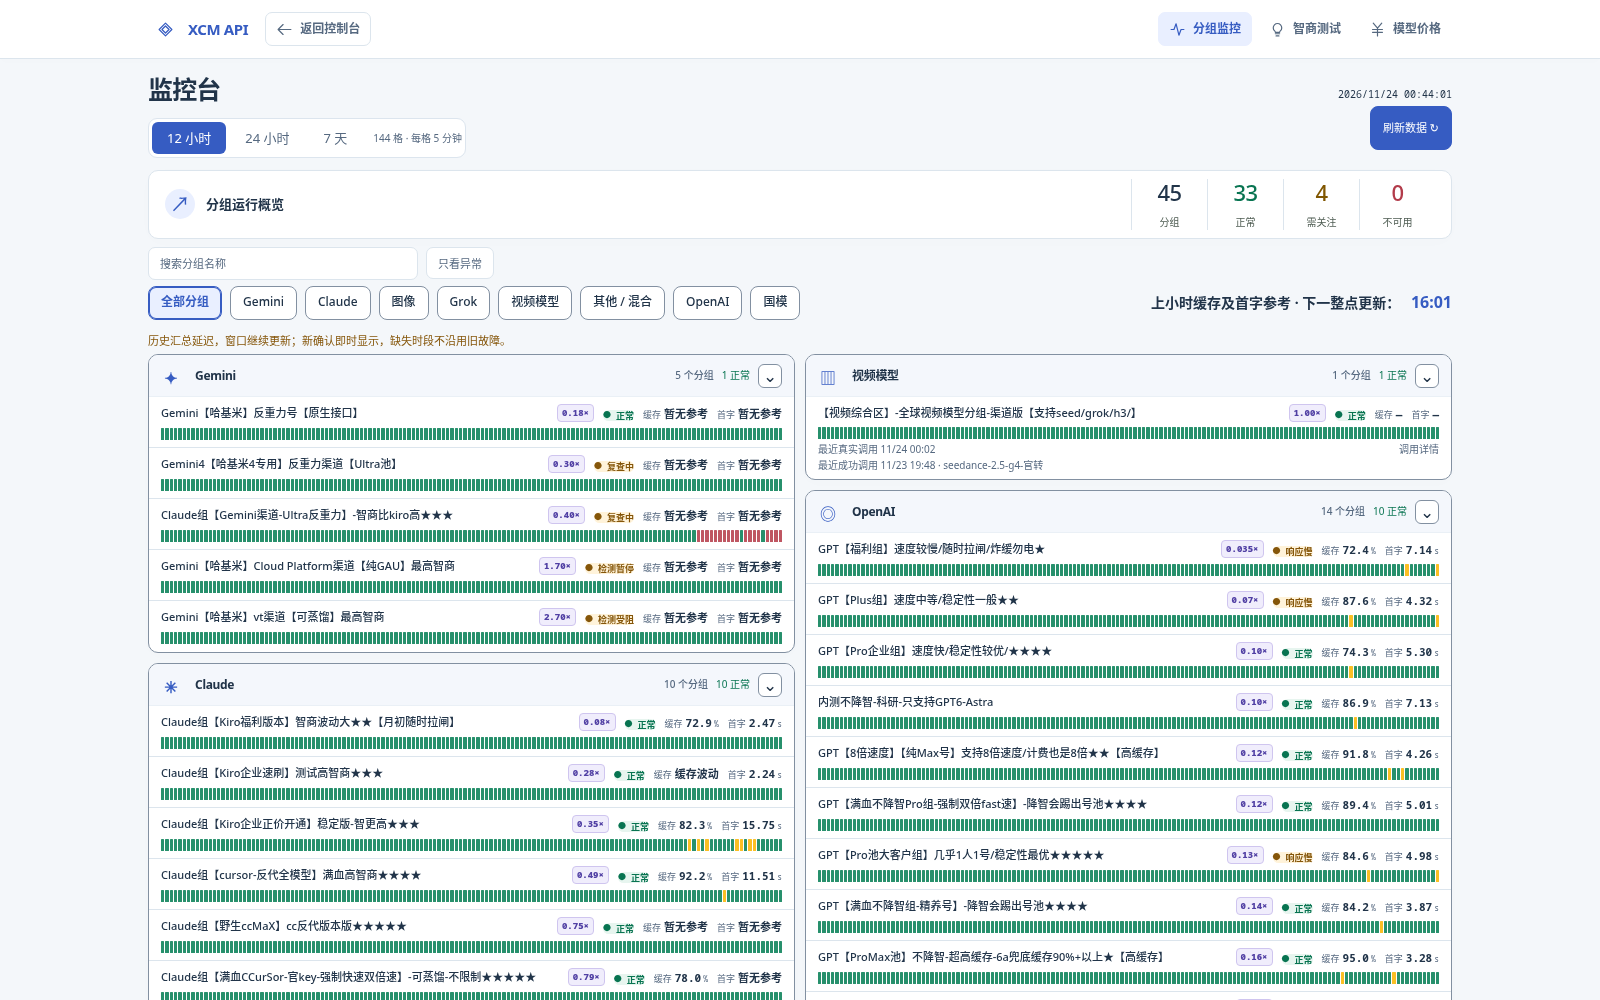 XCM API
返回控制台
分组监控
智商测试
模型价格
监控台
2026/11/24 00:44:01
12 小时
24 小时
7 天
144 格 · 每格 5 分钟
刷新数据 ↻
分组运行概览
45
分组
33
正常
4
需关注
0
不可用
搜索分组名称
只看异常
全部分组
Gemini
Claude
图像
Grok
视频模型
其他 / 混合
OpenAI
国模
上小时缓存及首字参考 · 下一整点更新： 16:01
历史汇总延迟，窗口继续更新；新确认即时显示，缺失时段不沿用旧故障。
Gemini 5 个分组 1 正常
Gemini【哈基米】反重力号【原生接口】 0.18× 正常 缓存 暂无参考 首字 暂无参考
Gemini4【哈基米4专用】反重力渠道【Ultra池】 0.30× 复查中 缓存 暂无参考 首字 暂无参考
Claude组【Gemini渠道-Ultra反重力】-智商比kiro高★★★ 0.40× 复查中 缓存 暂无参考 首字 暂无参考
Gemini【哈基米】Cloud Platform渠道【纯GAU】最高智商 1.70× 检测暂停 缓存 暂无参考 首字 暂无参考
Gemini【哈基米】vt渠道【可蒸馏】最高智商 2.70× 检测受阻 缓存 暂无参考 首字 暂无参考
Claude 10 个分组 10 正常
Claude组【Kiro福利版本】智商波动大★★【月初随时拉闸】 0.08× 正常 缓存 72.9% 首字 2.47s
Claude组【Kiro企业速刷】测试高智商★★★ 0.28× 正常 缓存 缓存波动 首字 2.24s
Claude组【Kiro企业正价开通】稳定版-智更高★★★ 0.35× 正常 缓存 82.3% 首字 15.75s
Claude组【cursor-反代全模型】满血高智商★★★★ 0.49× 正常 缓存 92.2% 首字 11.51s
Claude组【野生ccMaX】cc反代版本版★★★★★ 0.75× 正常 缓存 暂无参考 首字 暂无参考
Claude组【满血CCurSor-官key-强制快速双倍速】-可蒸馏-不限制★★★★★ 0.79× 正常 缓存 78.0% 首字 暂无参考
视频模型 1 个分组 1 正常
【视频综合区】-全球视频模型分组-渠道版【支持seed/grok/h3/】 1.00× 正常 缓存 — 首字 —
最近真实调用 11/24 00:02 调用详情
最近成功调用 11/23 19:48 · seedance-2.5-g4-官转
OpenAI 14 个分组 10 正常
GPT【福利组】速度较慢/随时拉闸/炸缓勿电★ 0.035× 响应慢 缓存 72.4% 首字 7.14s
GPT【Plus组】速度中等/稳定性一般★★ 0.07× 响应慢 缓存 87.6% 首字 4.32s
GPT【Pro企业组】速度快/稳定性较优/★★★★ 0.10× 正常 缓存 74.3% 首字 5.30s
内测不降智-科研-只支持GPT6-Astra 0.10× 正常 缓存 86.9% 首字 7.13s
GPT【8倍速度】【纯Max号】支持8倍速度/计费也是8倍★★【高缓存】 0.12× 正常 缓存 91.8% 首字 4.26s
GPT【满血不降智Pro组-强制双倍fast速】-降智会踢出号池★★★★ 0.12× 正常 缓存 89.4% 首字 5.01s
GPT【Pro池大客户组】几乎1人1号/稳定性最优★★★★★ 0.13× 响应慢 缓存 84.6% 首字 4.98s
GPT【满血不降智组-精养号】-降智会踢出号池★★★★ 0.14× 正常 缓存 84.2% 首字 3.87s
GPT【ProMax池】不降智-超高缓存-6a兜底缓存90%+以上★【高缓存】 0.16× 正常 缓存 95.0% 首字 3.28s